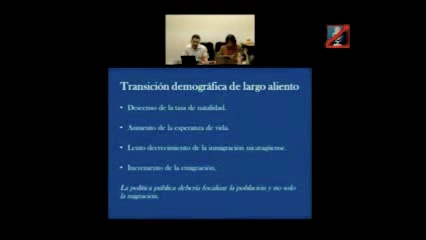 Transición demográfica de largo aliento
• Descenso de la tasa de natalidad.
• Aumento de la esperanza de vida.
• Lento decrecimiento de la inmigración nicaragüense.
• Incremento de la emigración.
La política pública debería focalizar la población y no solo
la migración.